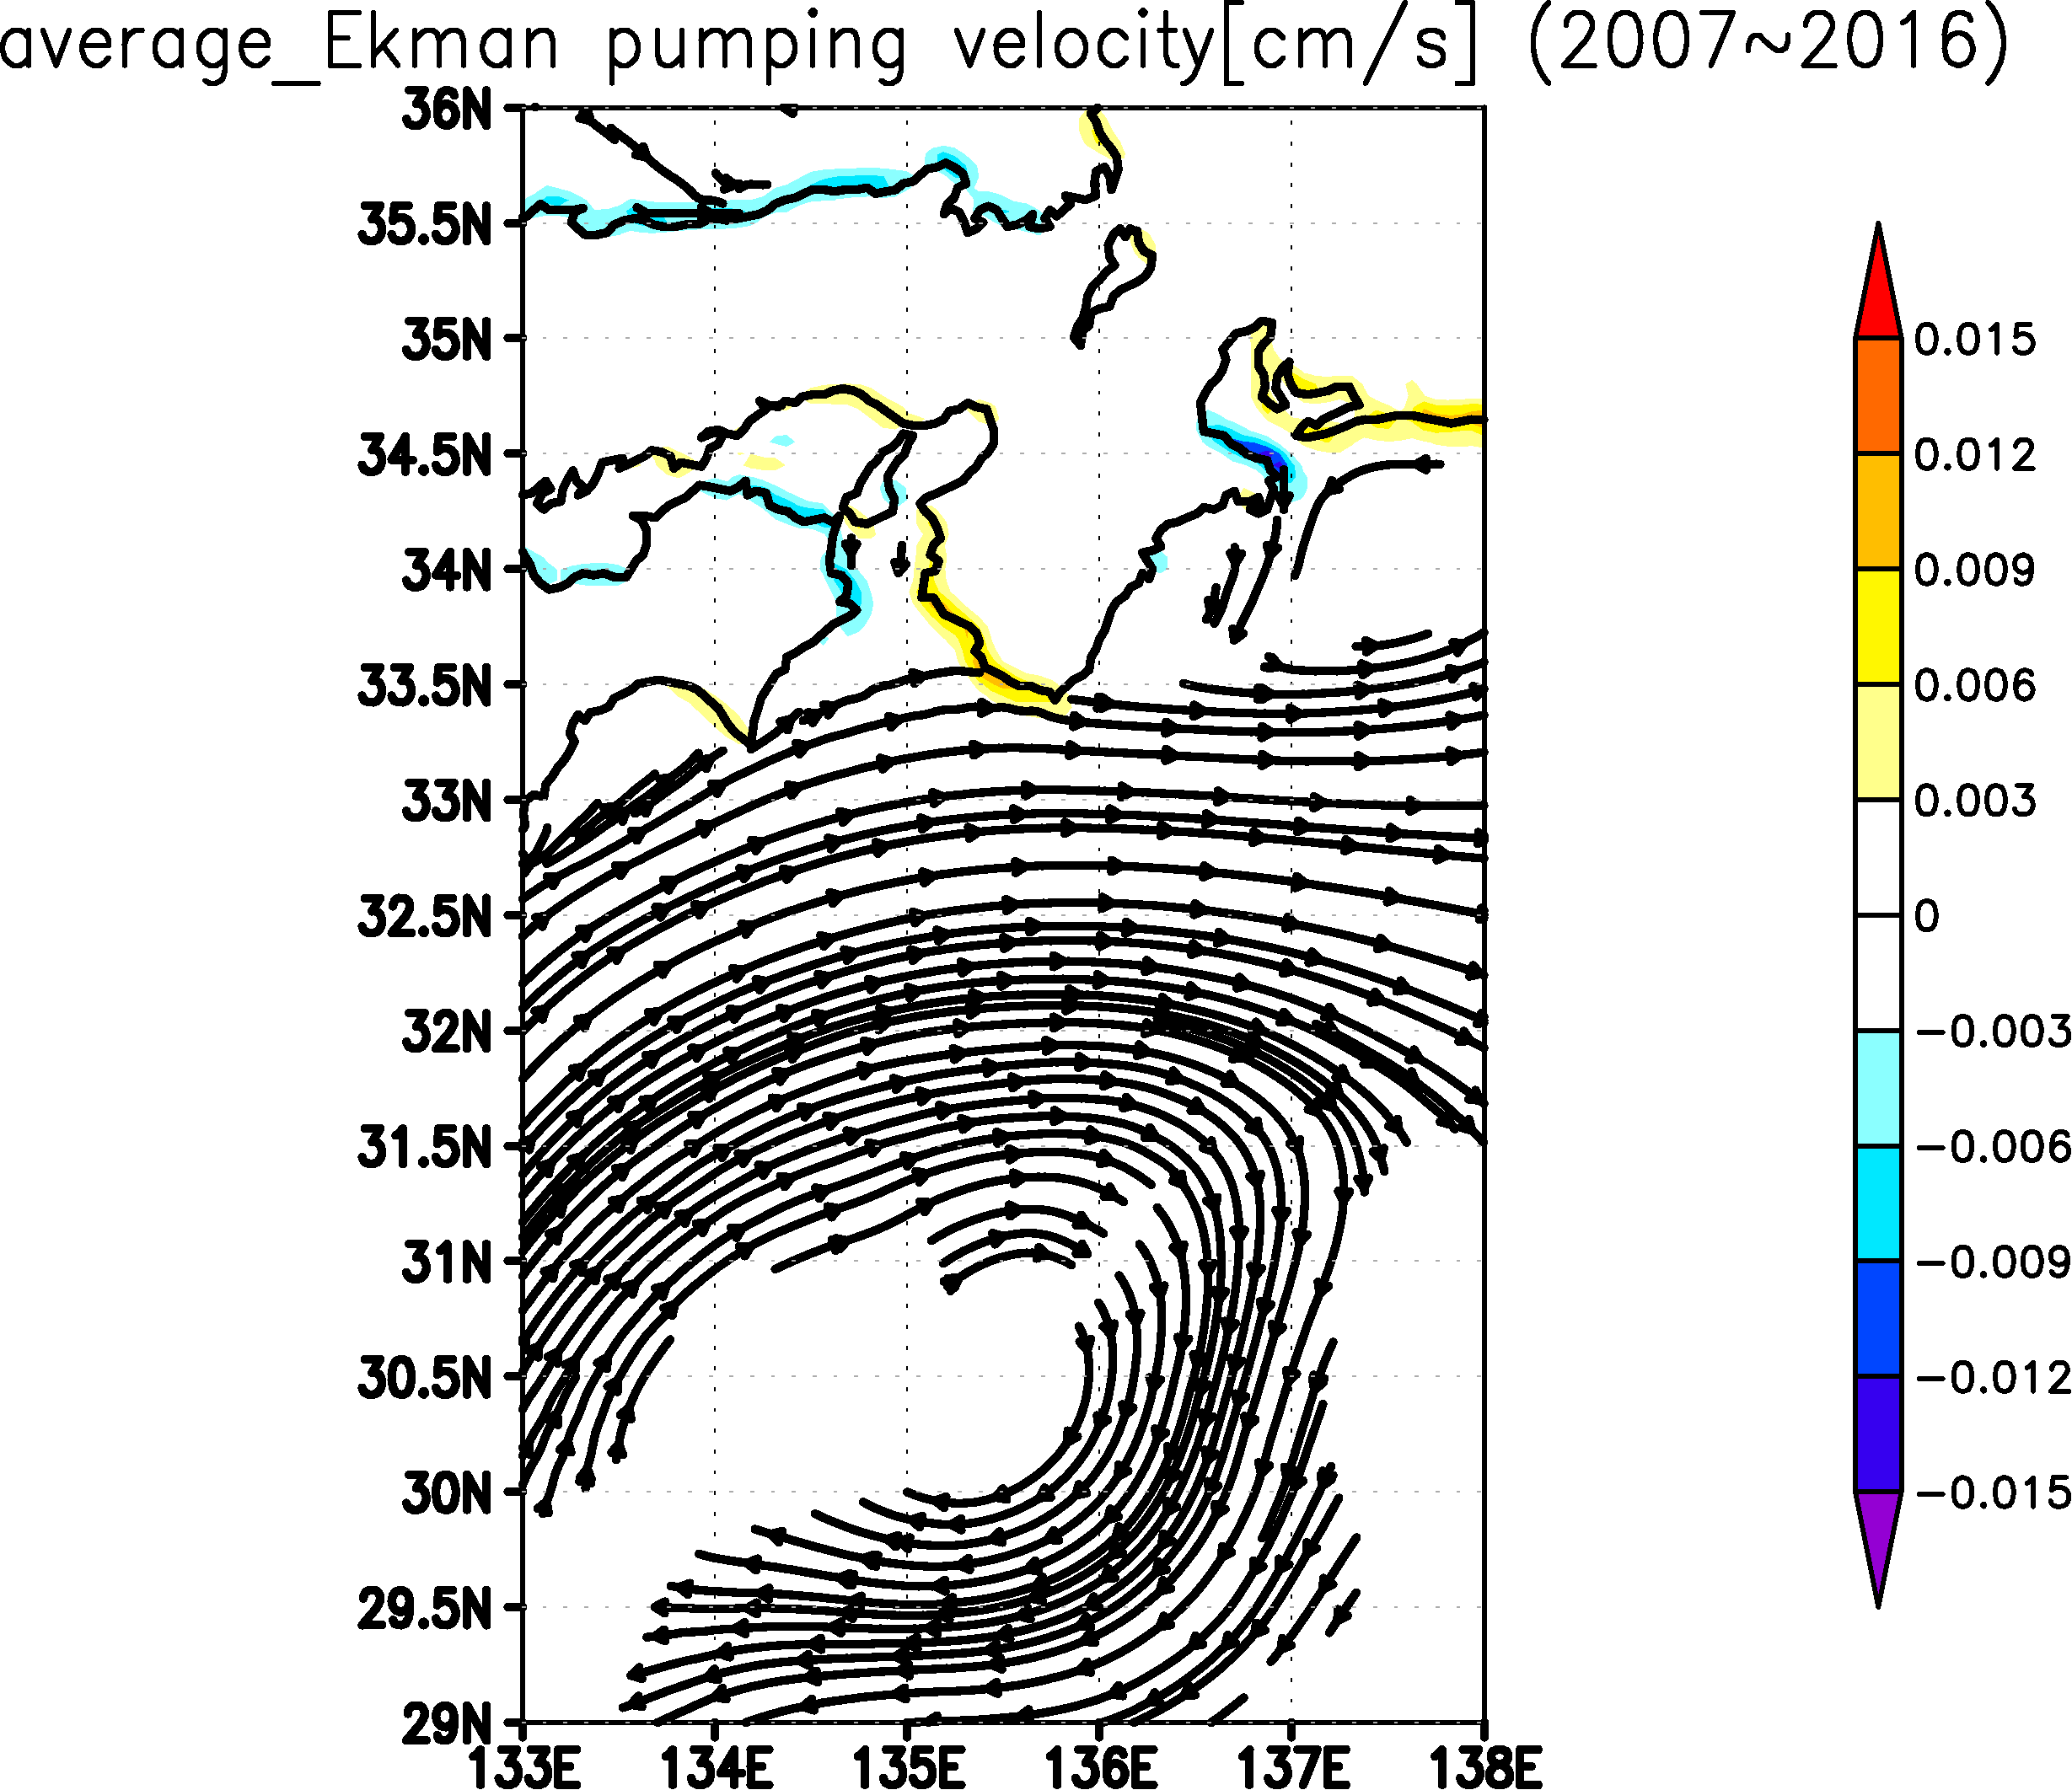 average_Ekman pumping velocity[cm/s] (2007~2016)
36N
35.5N
35N
34.5N
34N
33.5N
33N
32.5N
32N
31.5N
31N
30.5N
30N
29.5N
29N
133E 134E 135E 136E 137E 138E
0.015
0.012
0.009
0.006
0.003
0
−0.003
−0.006
−0.009
−0.012
−0.015